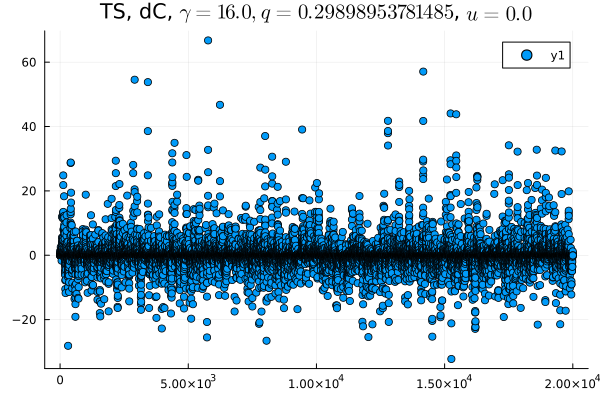 TS, dC, γ = 16.0, q = 0.29898953781485, u = 0.0
y1
60
40
20
0
−20
0 5.00×10³ 1.00×10⁴ 1.50×10⁴ 2.00×10⁴